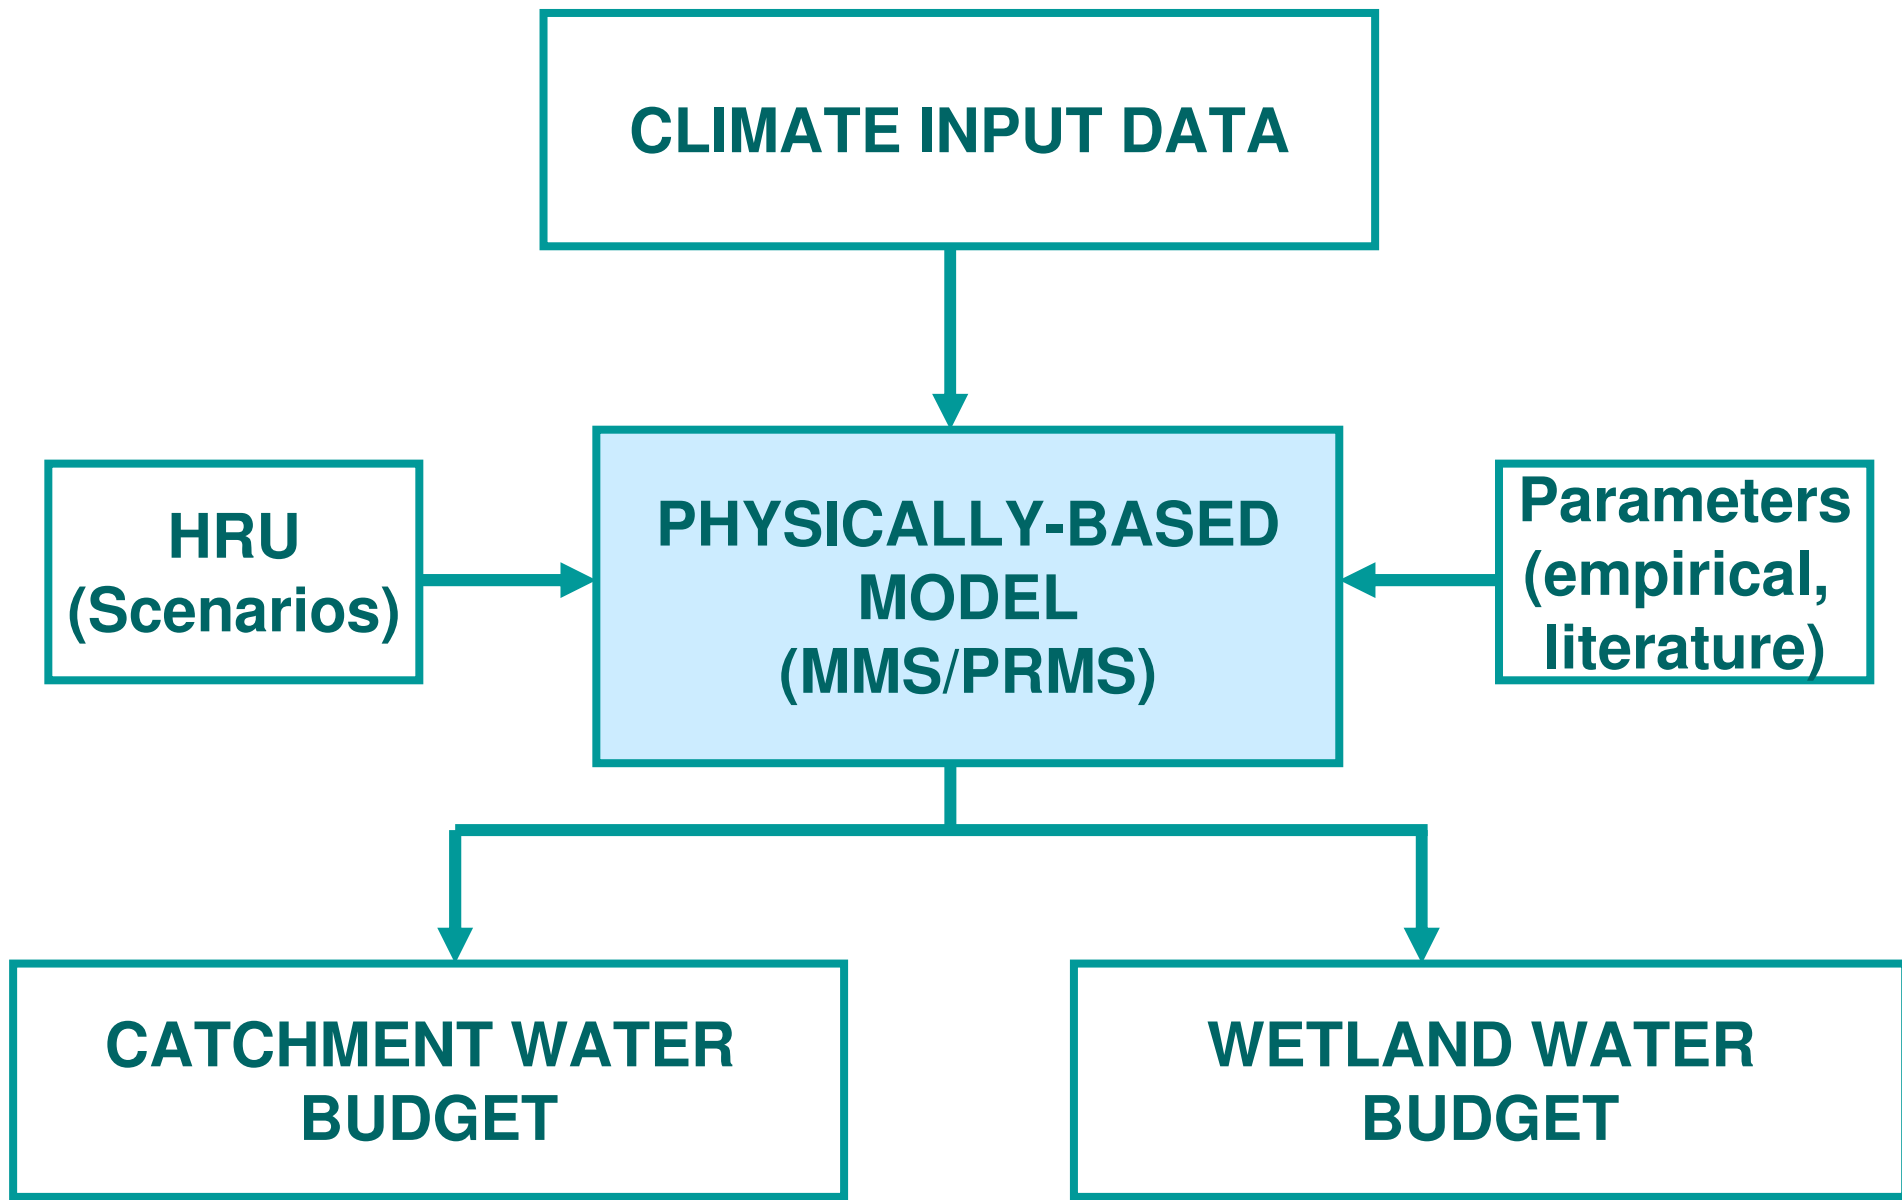 CLIMATE INPUT DATA
HRU
(Scenarios)
PHYSICALLY-BASED
MODEL
(MMS/PRMS)
Parameters
(empirical,
literature)
CATCHMENT WATER
BUDGET
WETLAND WATER
BUDGET